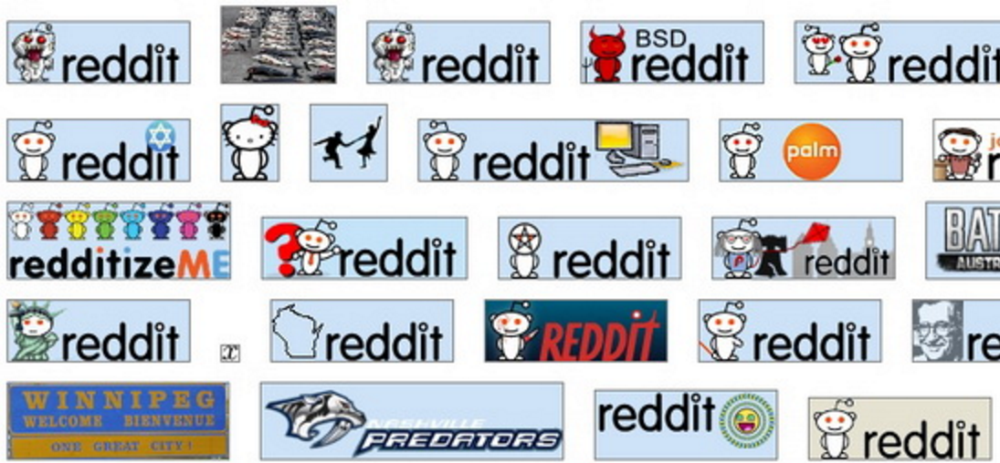 reddit
reddit
BSD
reddit
reddit
reddit
reddit
palm
redditizeME
reddit
reddit
reddit
BAT
AUSTR
reddit
reddit
REDDiT
reddit
re
WINNIPEG
WELCOME BIENVENUE
ONE GREAT CITY!
NASHVILLE
PREDATORS
reddit
reddit